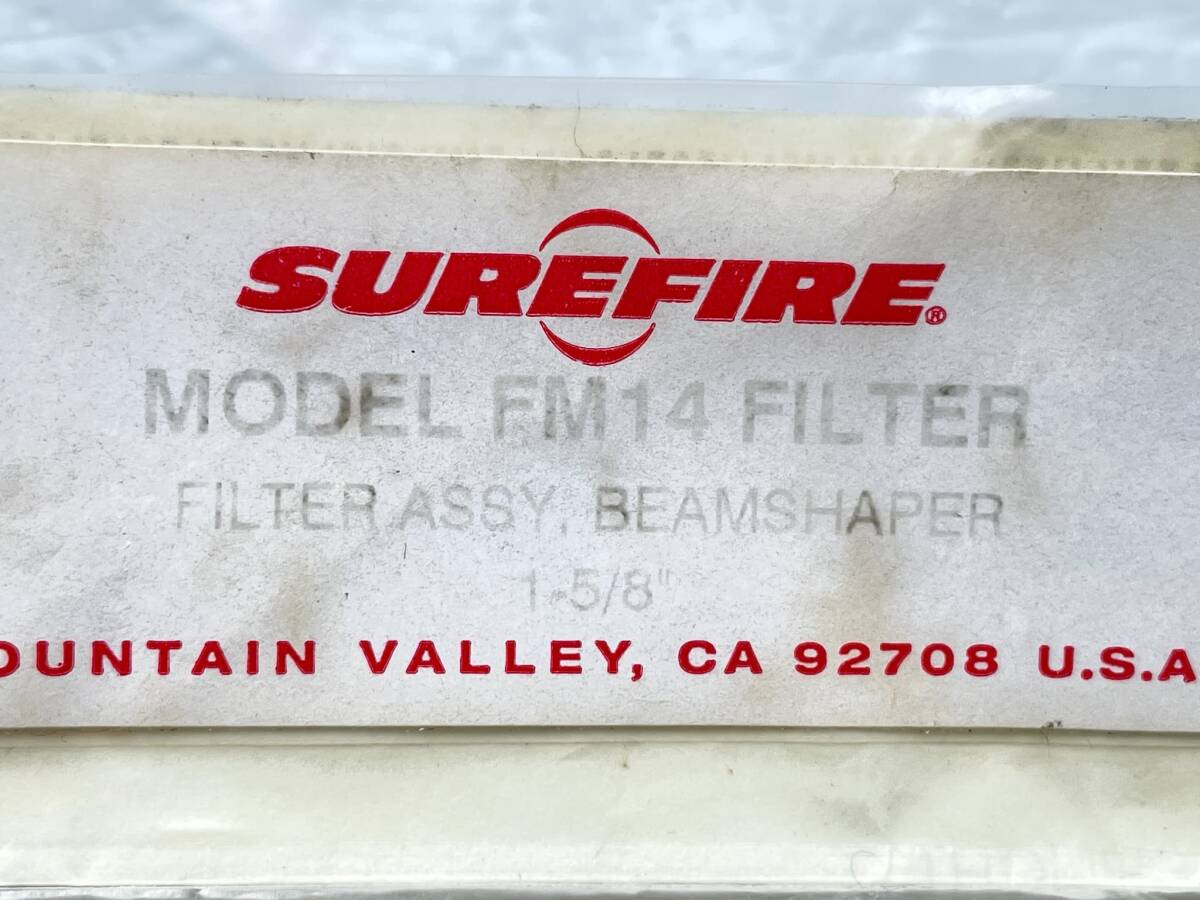 SUREFIRE®
MODEL FM14 FILTER
FILTER ASSY, BEAMSHAPER
1-5/8"
OUNTAIN VALLEY, CA 92708 U.S.A